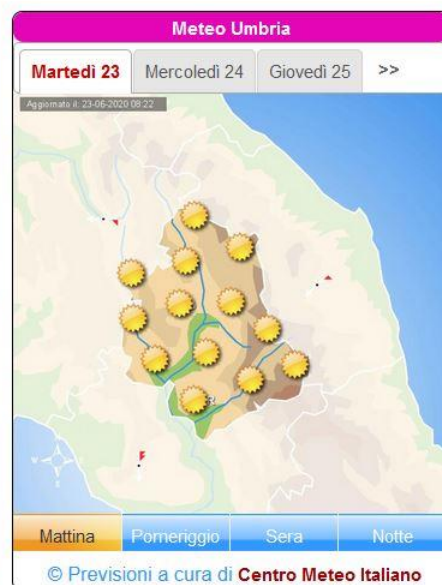 Meteo Umbria
Martedì 23 Mercoledì 24 Giovedì 25 >>
Aggiornato il: 23-06-2020 08:22
Mattina Pomeriggio Sera Notte
© Previsioni a cura di Centro Meteo Italiano